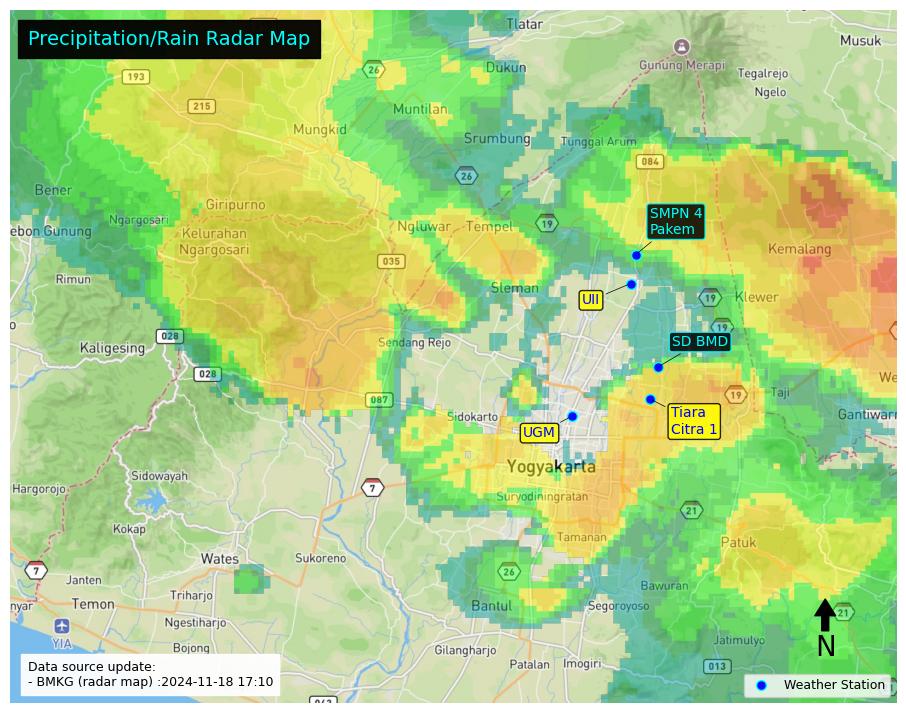 Precipitation/Rain Radar Map
Tlatar
Musuk
Gunung Merapi
Dukun
Tegalrejo
193
26
Ngelo
215
Muntilan
Mungkid
Srumbung
Tunggal Arum
084
26
Bener
Giripurno
Ngargosari
SMPN 4
Pakem
ebon Gunung
Kelurahan
Ngargosari
Ngluwar
Tempel
19
Kemalang
035
Rimun
Sleman
UII
19
Klewer
19
028
Sendang Rejo
SD BMD
Kaligesing
028
We
087
19
Taji
Sidokarto
Tiara
Citra 1
Gantiwar
UGM
Yogyakarta
Sidowayah
Hargorojo
7
Suryodiningratan
21
Kokap
Tamanan
Patuk
Wates
Sukoreno
7
26
Janten
Bawuran
Triharjo
nyar
Temon
Bantul
Segoroyoso
21
Ngestiharjo
N
YIA
Jatimulyo
Bojong
Gilangharjo
Patalan
Imogiri
013
Data source update:
- BMKG (radar map) :2024-11-18 17:10
Weather Station